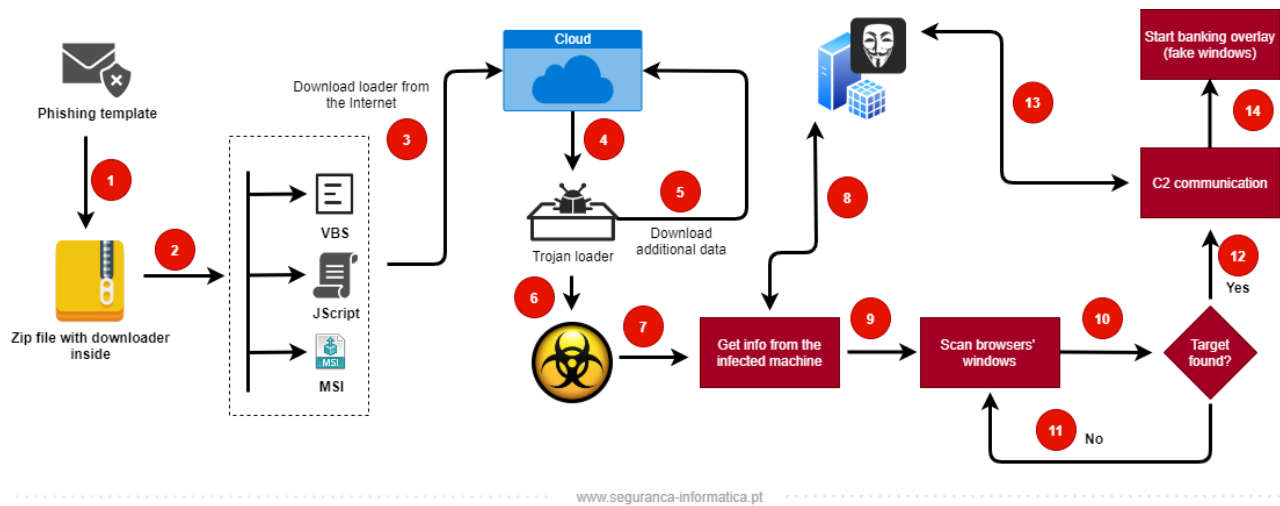 Phishing template
1
Zip file with downloader
inside
2
VBS
JScript
MSI
MSI
Download loader from
the Internet
3
Cloud
4
Trojan loader
5
Download
additional data
6
7
Get info from the
infected machine
8
9
Scan browsers'
windows
10
Target
found?
11
No
12
Yes
C2 communication
13
14
Start banking overlay
(fake windows)
www.seguranca-informatica.pt